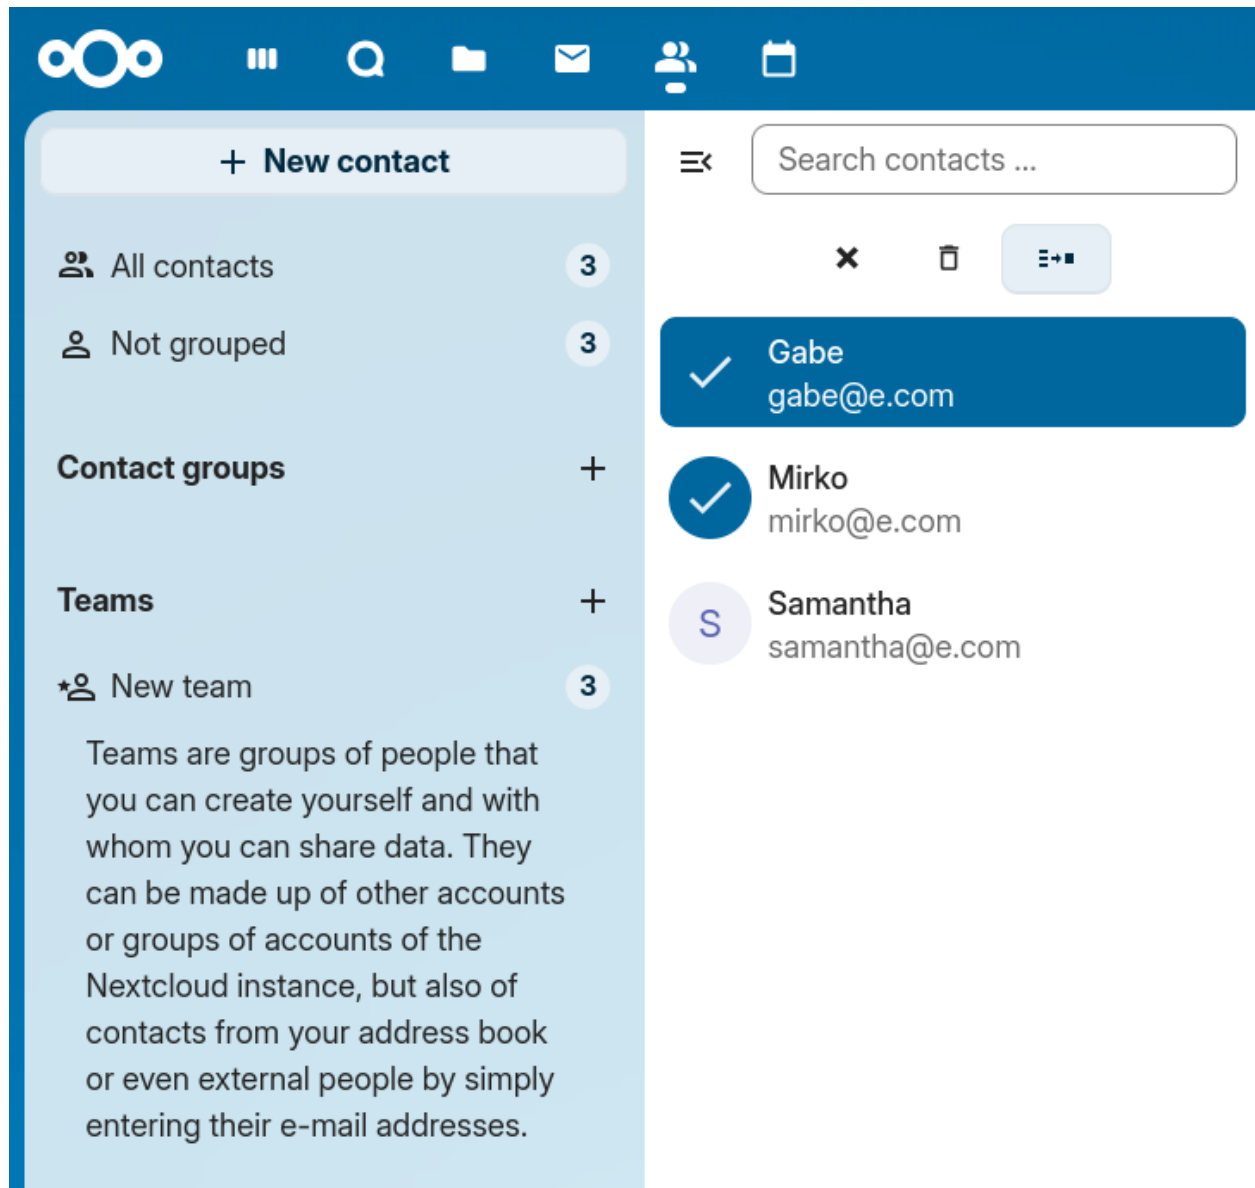 New contact
All contacts 3
Not grouped 3
Contact groups
Teams
New team 3
Teams are groups of people that
you can create yourself and with
whom you can share data. They
can be made up of other accounts
or groups of accounts of the
Nextcloud instance, but also of
contacts from your address book
or even external people by simply
entering their e-mail addresses.
Search contacts ...
Gabe
gabe@e.com
Mirko
mirko@e.com
S
Samantha
samantha@e.com